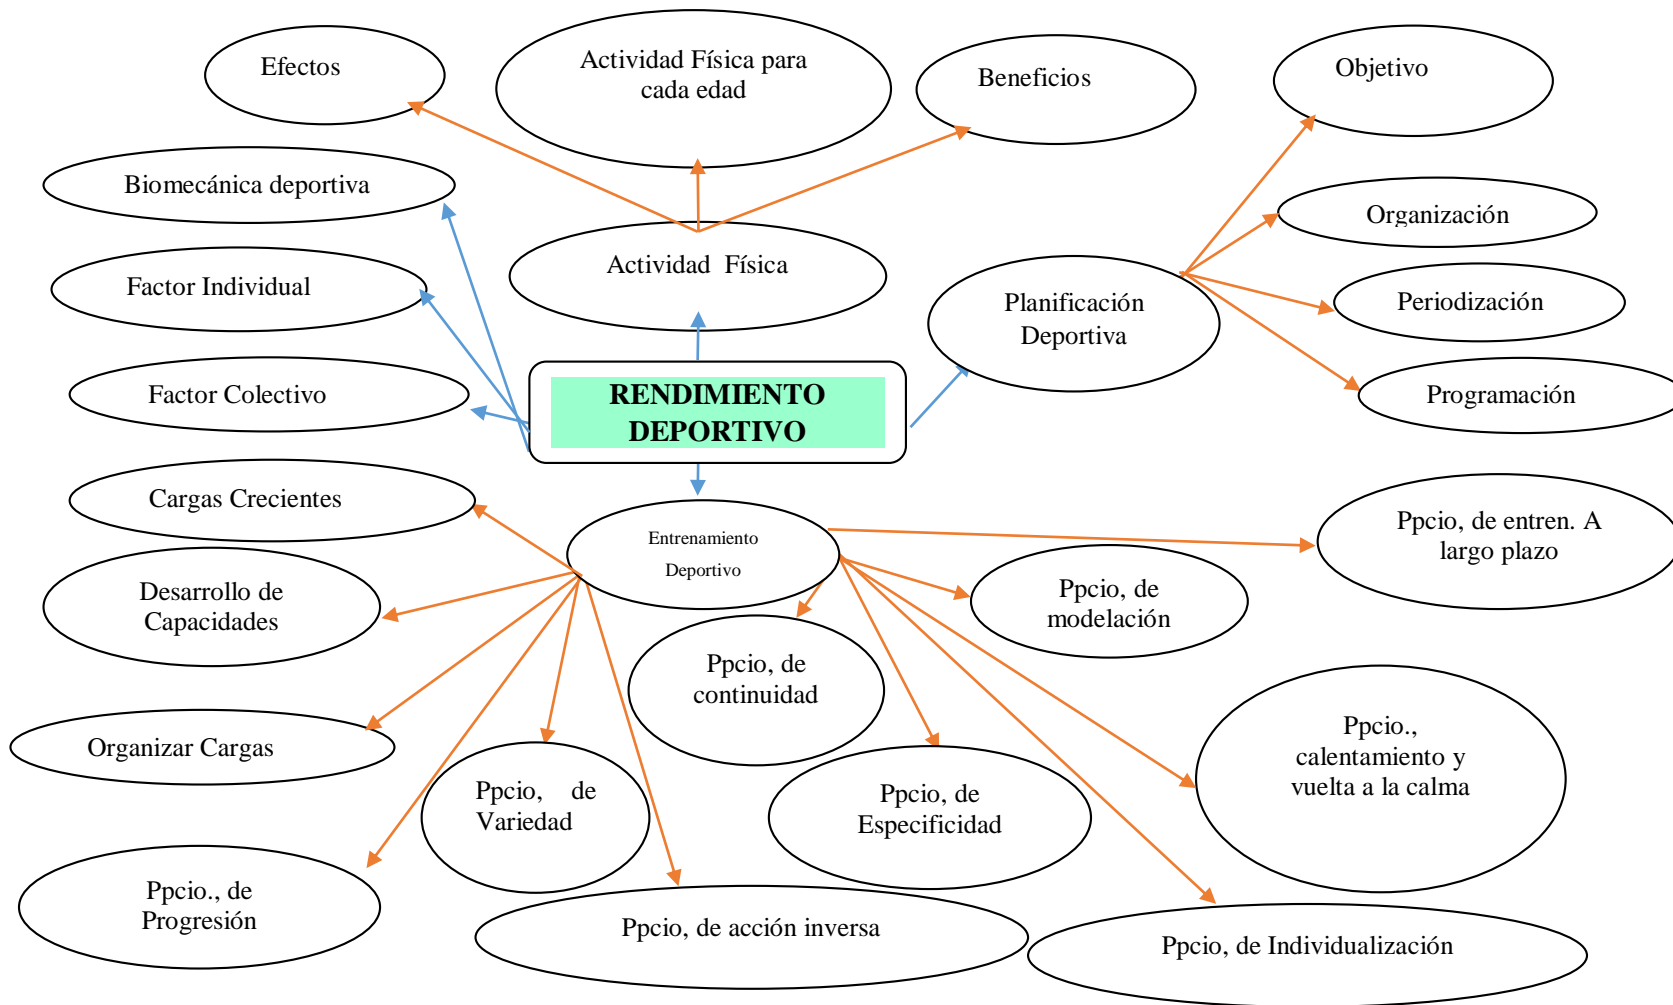 Efectos
Actividad Física para
cada edad
Beneficios
Objetivo
Biomecánica deportiva
Organización
Factor Individual
Actividad Física
Planificación
Deportiva
Periodización
Factor Colectivo
RENDIMIENTO
DEPORTIVO
Programación
Cargas Crecientes
Entrenamiento
Deportivo
Ppcio, de entren. A
largo plazo
Desarrollo de
Capacidades
Ppcio, de
modelación
Ppcio, de
continuidad
Organizar Cargas
Ppcio, de
Variedad
Ppcio, de
Especificidad
Ppcio.,
calentamiento y
vuelta a la calma
Ppcio., de
Progresión
Ppcio, de acción inversa
Ppcio, de Individualización